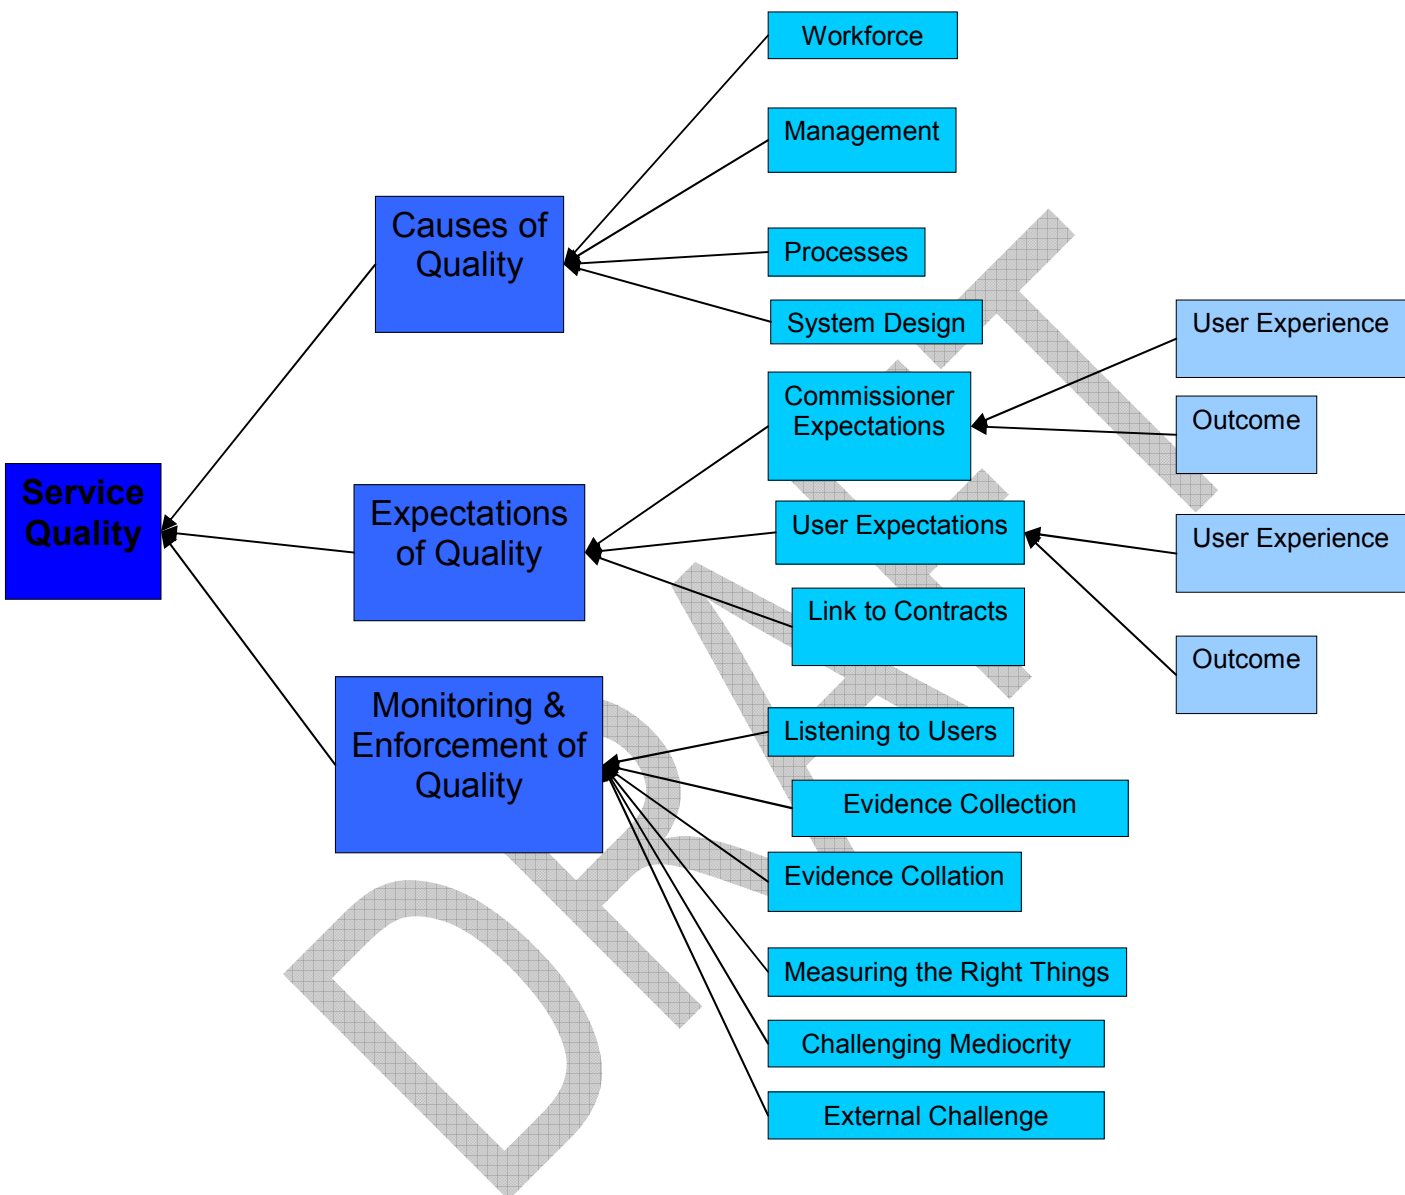 Workforce
Management
Causes of
Quality
Processes
System Design
User Experience
Commissioner
Expectations
Outcome
Service
Quality
Expectations
of Quality
User Expectations
User Experience
Link to Contracts
Outcome
Monitoring &
Enforcement of
Quality
Listening to Users
Evidence Collection
Evidence Collation
Measuring the Right Things
Challenging Mediocrity
External Challenge
DRAFT